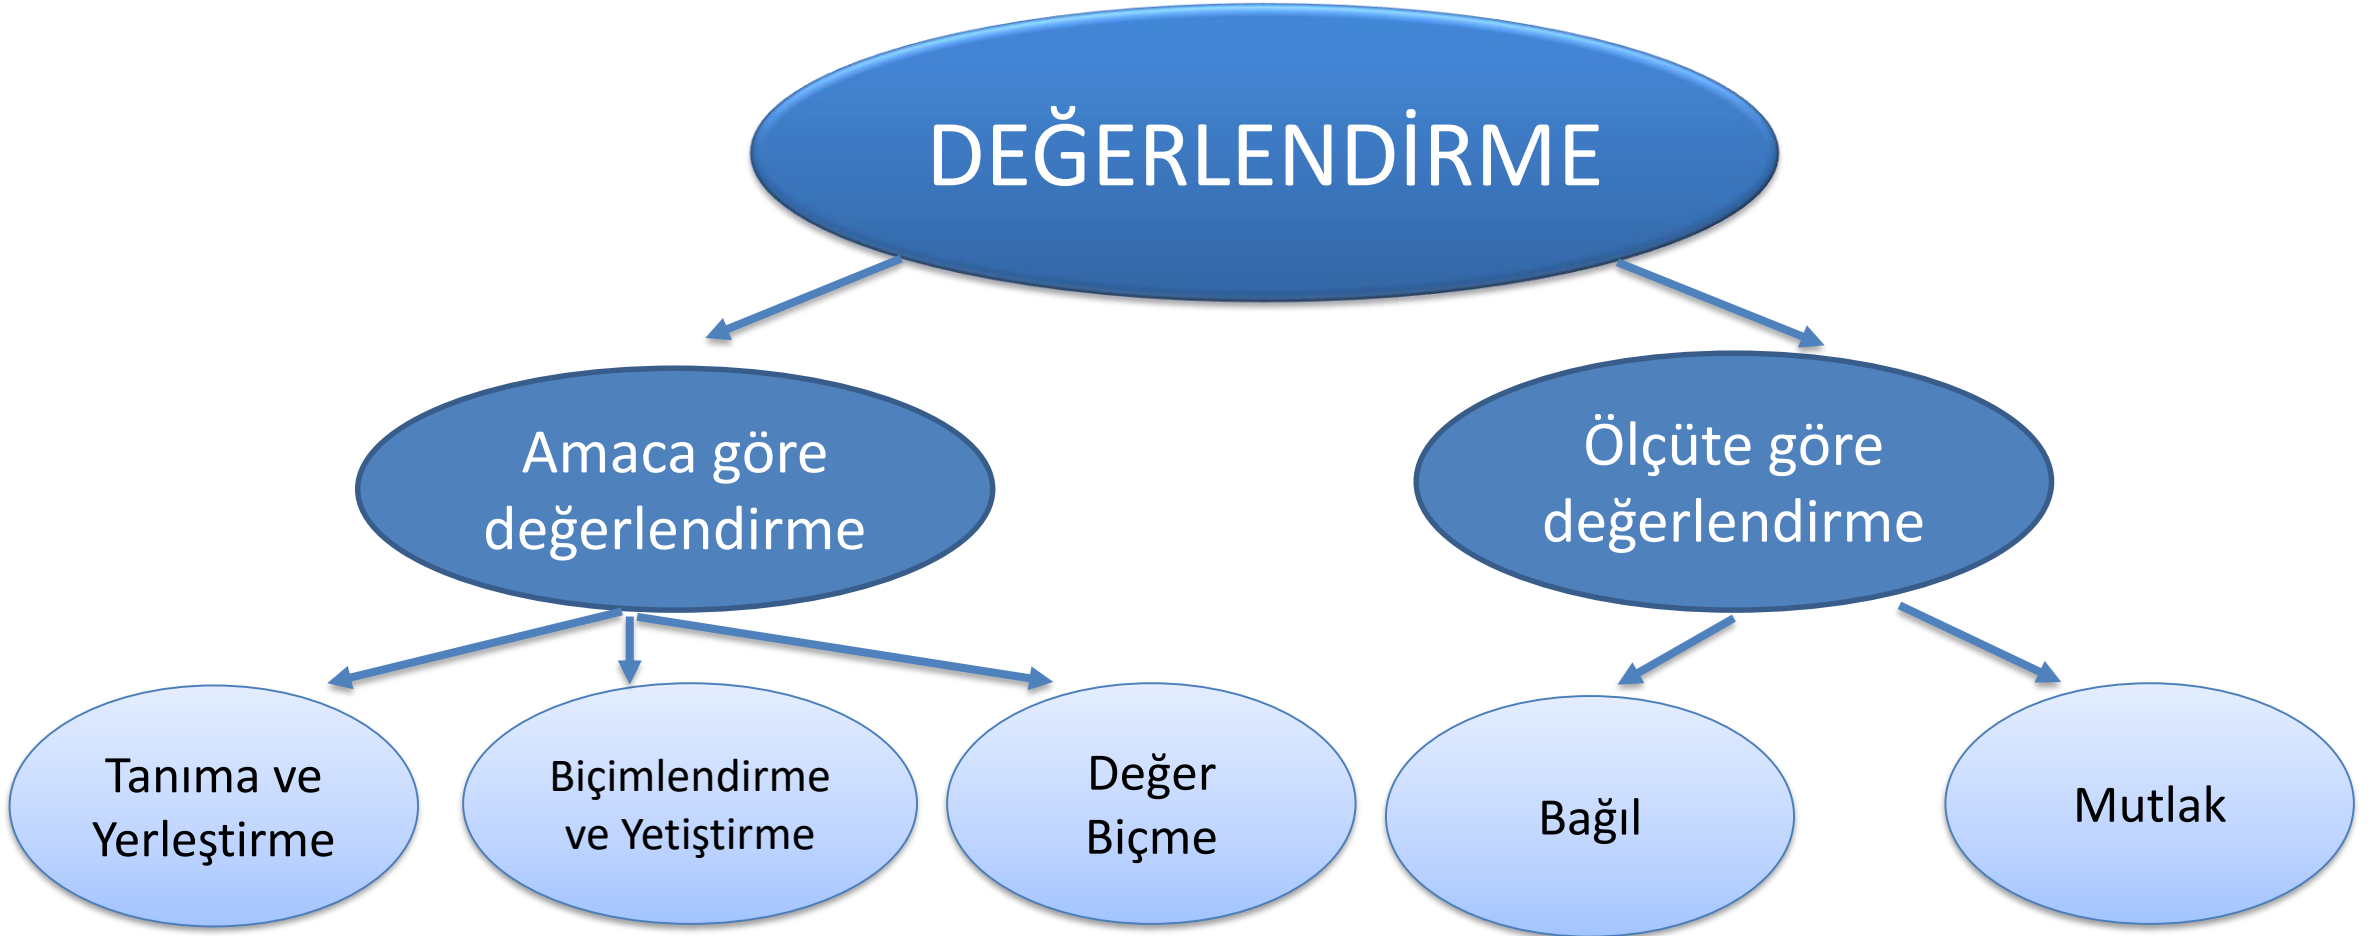 DEĞERLENDİRME
Amaca göre
değerlendirme
Ölçüte göre
değerlendirme
Tanıma ve
Yerleştirme
Biçimlendirme
ve Yetiştirme
Değer
Biçme
Bağıl
Mutlak